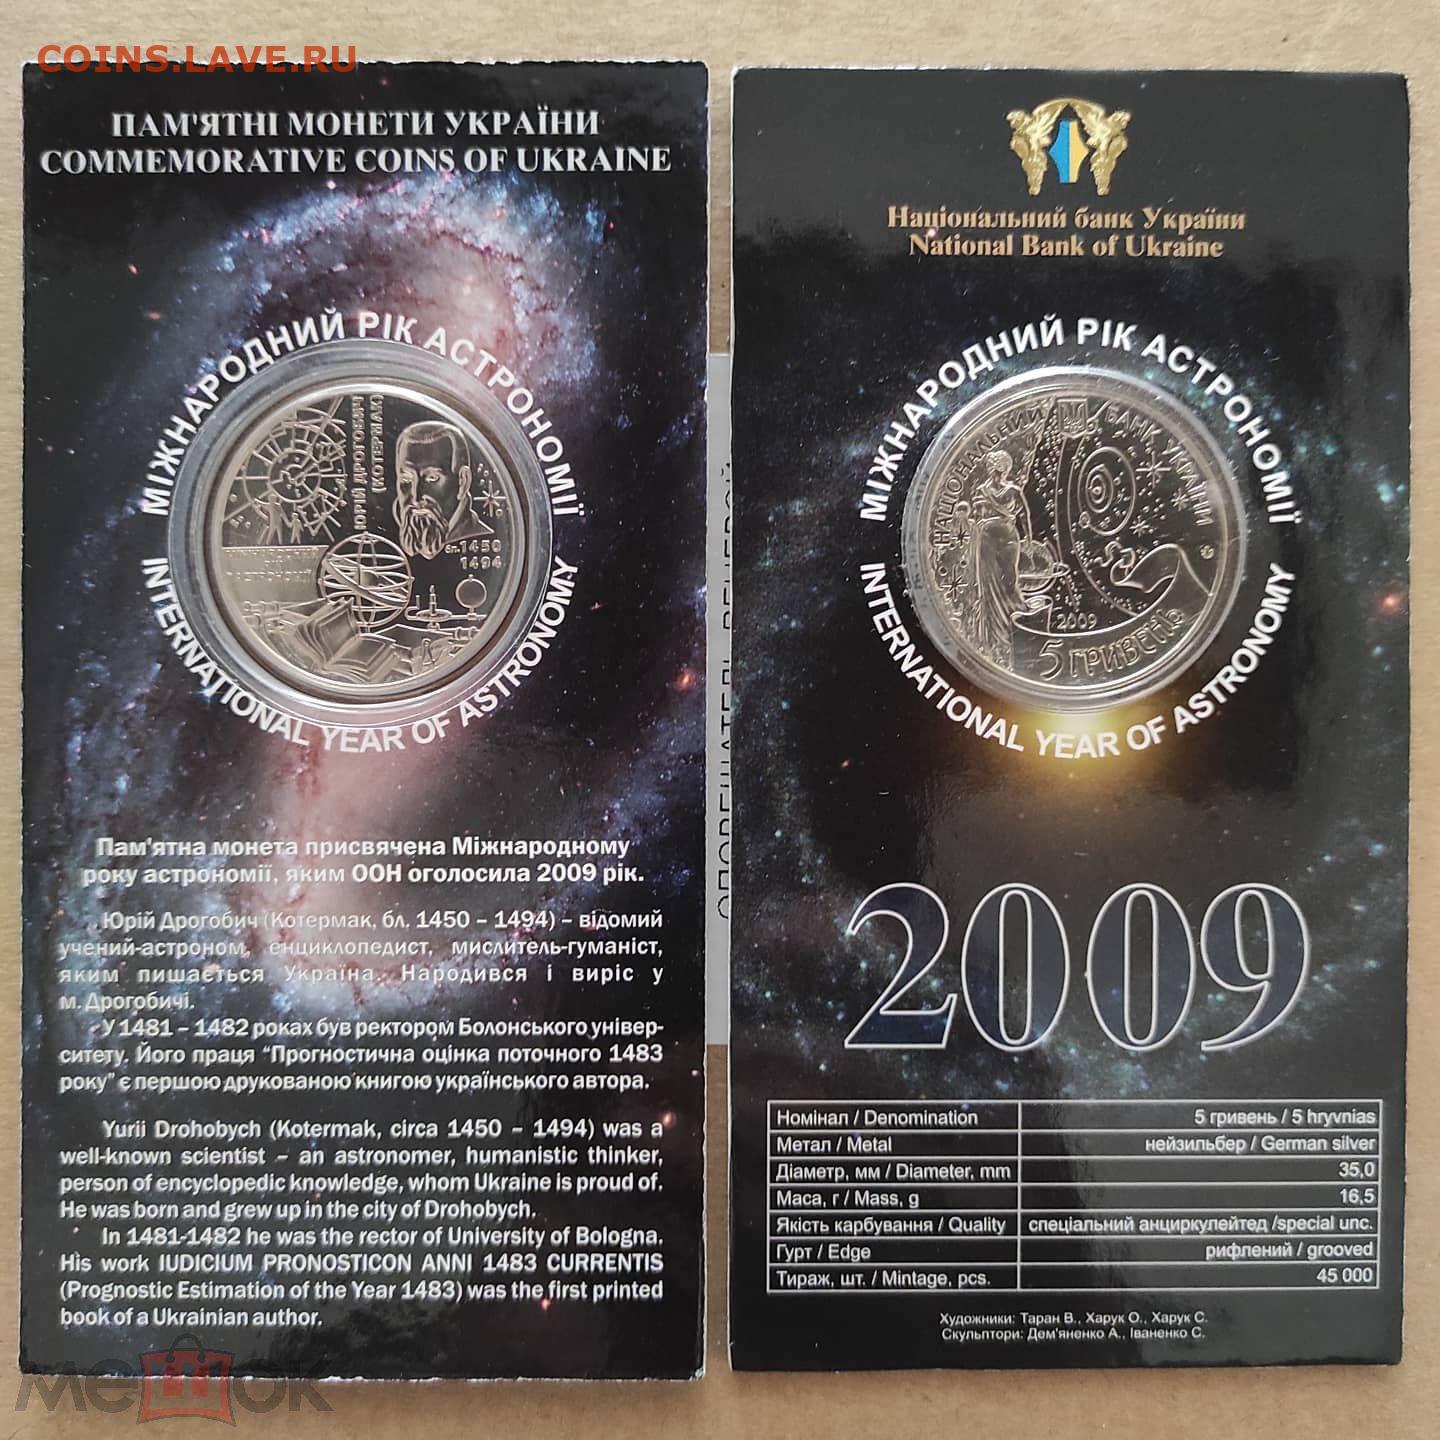 COINS.LAVE.RU
ПАМ'ЯТНІ МОНЕТИ УКРАЇНИ
COMMEMORATIVE COINS OF UKRAINE
МІЖНАРОДНИЙ РІК АСТРОНОМІЇ
ЮРІЙ ДРОГОБИЧ
(КОТЕРМАК)
бл.1450
1494
INTERNATIONAL YEAR OF ASTRONOMY
Пам'ятна монета присвячена Міжнародному
року астрономії, яким ООН оголосила 2009 рік.
Юрій Дрогобич (Котермак, бл. 1450 – 1494) – відомий
учений-астроном, енциклопедист, мислитель-гуманіст,
яким пишається Україна. Народився і виріс у
м. Дрогобичі.
У 1481 – 1482 роках був ректором Болонського універ-
ситету. Його праця “Прогностична оцінка поточного 1483
року” є першою друкованою книгою українського автора.
Yurii Drohobych (Kotermak, circa 1450 – 1494) was a
well-known scientist – an astronomer, humanistic thinker,
person of encyclopedic knowledge, whom Ukraine is proud of.
He was born and grew up in the city of Drohobych.
In 1481-1482 he was the rector of University of Bologna.
His work IUDICIUM PRONOSTICON ANNI 1483 CURRENTIS
(Prognostic Estimation of the Year 1483) was the first printed
book of a Ukrainian author.
мешок
Національний банк України
National Bank of Ukraine
МІЖНАРОДНИЙ РІК АСТРОНОМІЇ
НАЦІОНАЛЬНИЙ БАНК УКРАЇНИ
2009
5 ГРИВЕНЬ
INTERNATIONAL YEAR OF ASTRONOMY
2009
Номінал / Denomination 5 гривень / 5 hryvnias
Метал / Metal нейзильбер / German silver
Діаметр, мм / Diameter, mm 35,0
Маса, г / Mass, g 16,5
Якість карбування / Quality спеціальний анциркулейтед /special unc.
Гурт / Edge рифлений / grooved
Тираж, шт. / Mintage, pcs. 45 000
Художники: Таран В., Харук О., Харук С.
Скульптори: Дем'яненко А., Іваненко С.